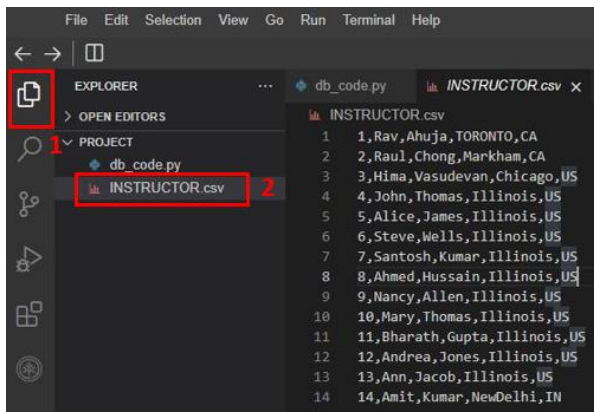 File Edit Selection View Go Run Terminal Help
EXPLORER ...
OPEN EDITORS
1 PROJECT
db_code.py
INSTRUCTOR.csv 2
db_code.py INSTRUCTOR.csv ×
INSTRUCTOR.csv
1 1,Rav,Ahuja,TORONTO,CA
2 2,Raul,Chong,Markham,CA
3 3,Hima,Vasudevan,Chicago,US
4 4,John,Thomas,Illinois,US
5 5,Alice,James,Illinois,US
6 6,Steve,Wells,Illinois,US
7 7,Santosh,Kumar,Illinois,US
8 8,Ahmed,Hussain,Illinois,US
9 9,Nancy,Allen,Illinois,US
10 10,Mary,Thomas,Illinois,US
11 11,Bharath,Gupta,Illinois,US
12 12,Andrea,Jones,Illinois,US
13 13,Ann,Jacob,Illinois,US
14 14,Amit,Kumar,NewDelhi,IN